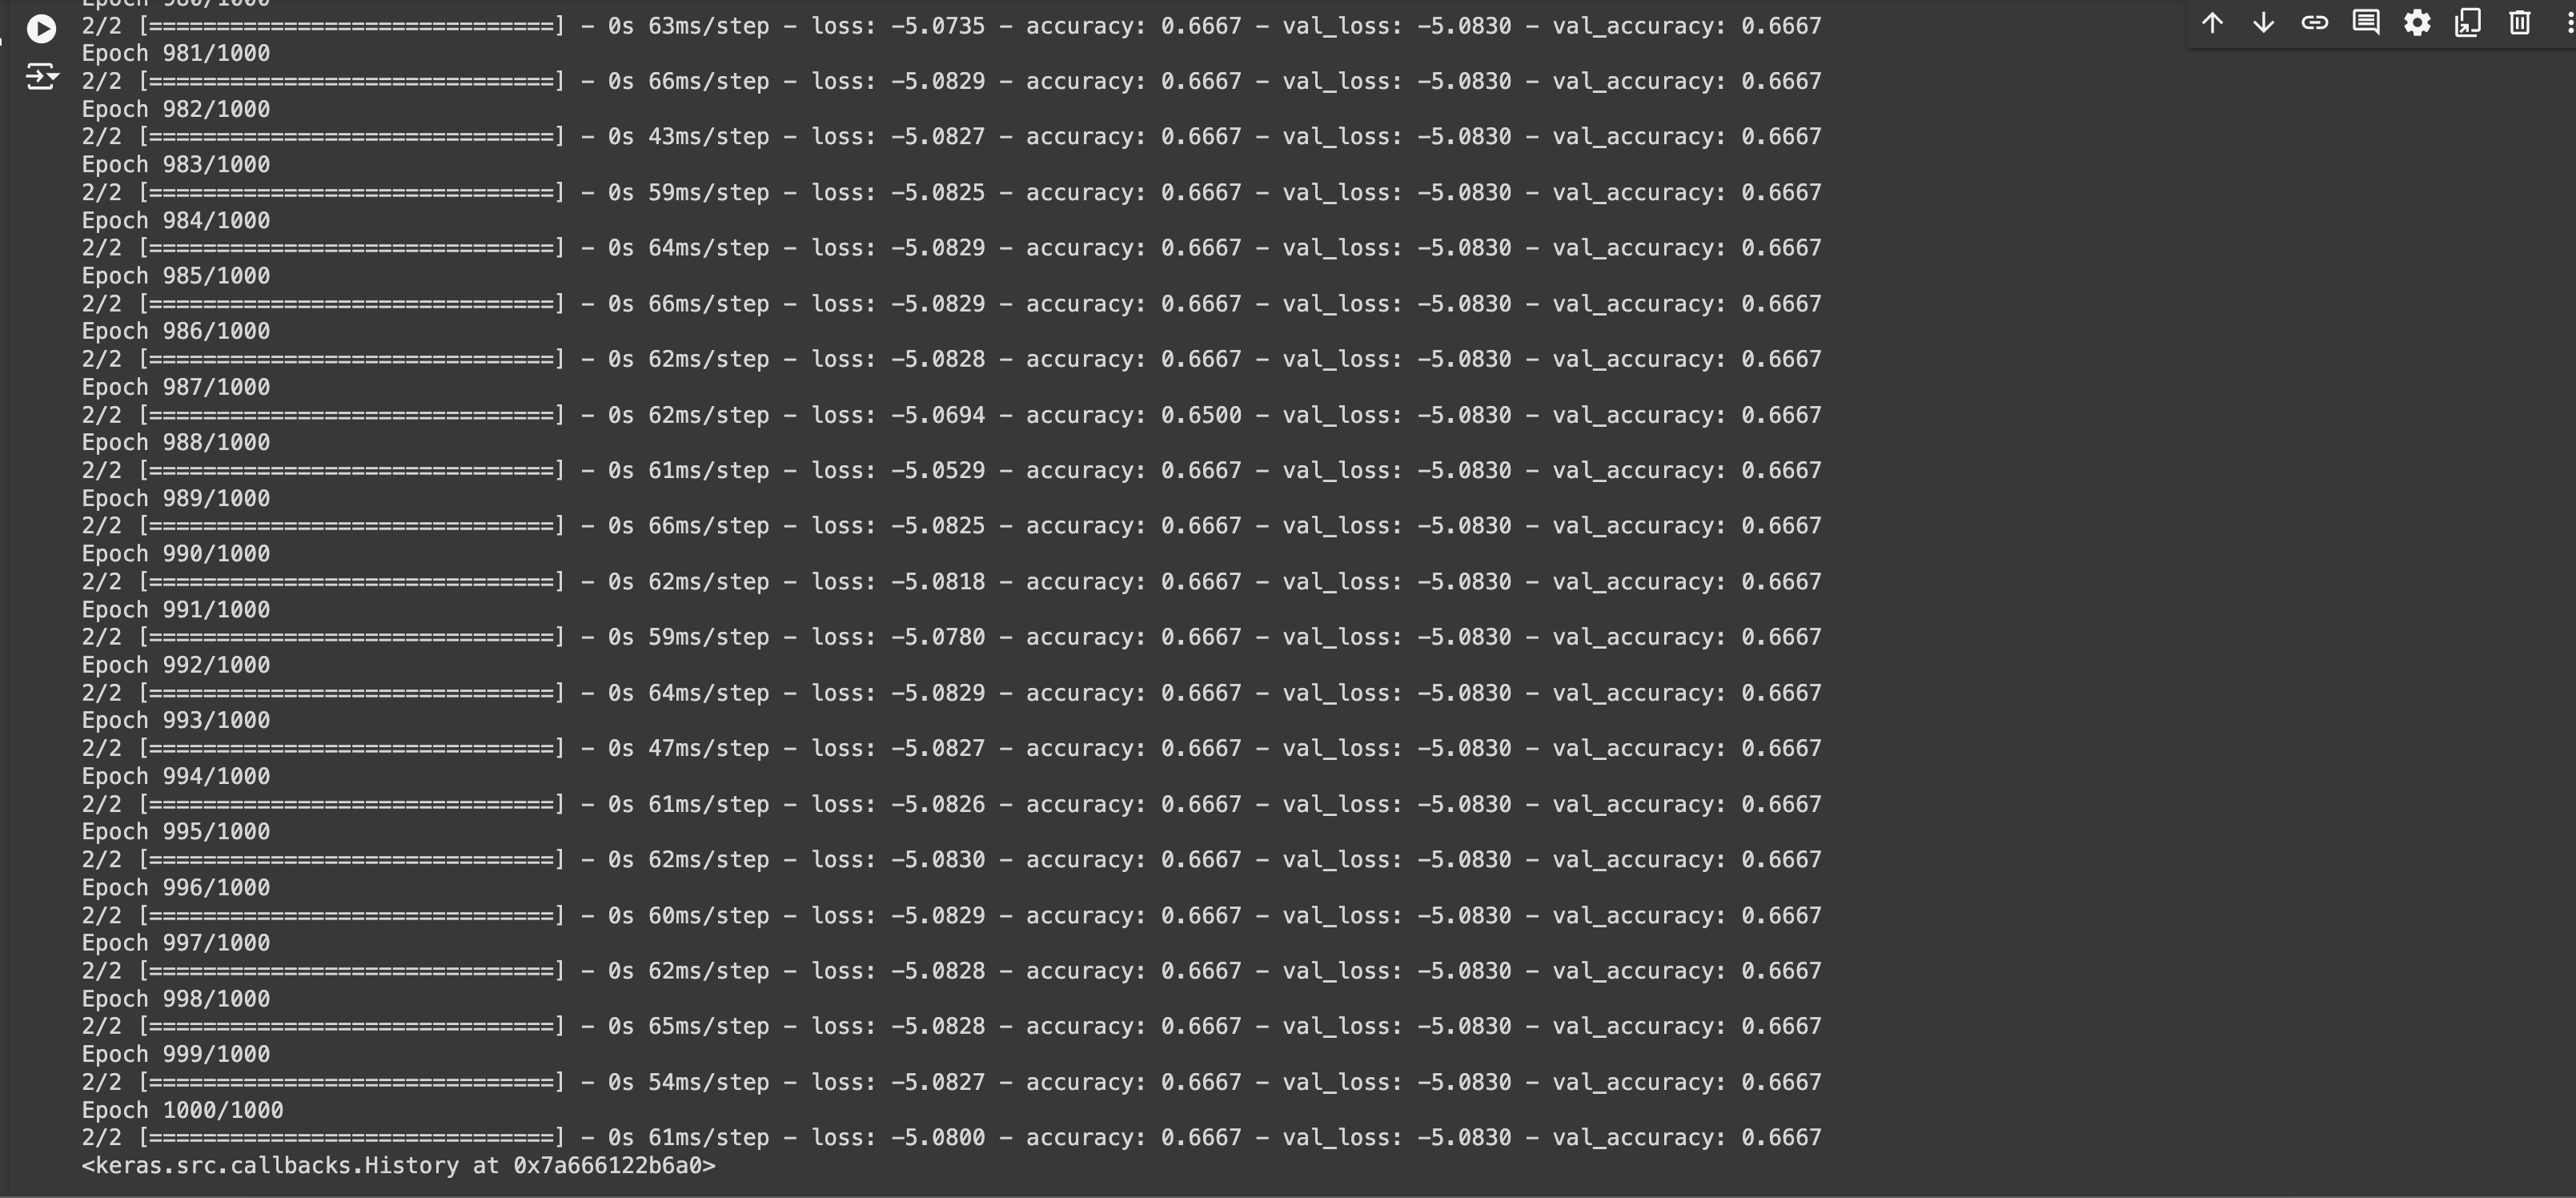 Epoch 980/1000
2/2 [==============================] - 0s 63ms/step - loss: -5.0735 - accuracy: 0.6667 - val_loss: -5.0830 - val_accuracy: 0.6667
Epoch 981/1000
2/2 [==============================] - 0s 66ms/step - loss: -5.0829 - accuracy: 0.6667 - val_loss: -5.0830 - val_accuracy: 0.6667
Epoch 982/1000
2/2 [==============================] - 0s 43ms/step - loss: -5.0827 - accuracy: 0.6667 - val_loss: -5.0830 - val_accuracy: 0.6667
Epoch 983/1000
2/2 [==============================] - 0s 59ms/step - loss: -5.0825 - accuracy: 0.6667 - val_loss: -5.0830 - val_accuracy: 0.6667
Epoch 984/1000
2/2 [==============================] - 0s 64ms/step - loss: -5.0829 - accuracy: 0.6667 - val_loss: -5.0830 - val_accuracy: 0.6667
Epoch 985/1000
2/2 [==============================] - 0s 66ms/step - loss: -5.0829 - accuracy: 0.6667 - val_loss: -5.0830 - val_accuracy: 0.6667
Epoch 986/1000
2/2 [==============================] - 0s 62ms/step - loss: -5.0828 - accuracy: 0.6667 - val_loss: -5.0830 - val_accuracy: 0.6667
Epoch 987/1000
2/2 [==============================] - 0s 62ms/step - loss: -5.0694 - accuracy: 0.6500 - val_loss: -5.0830 - val_accuracy: 0.6667
Epoch 988/1000
2/2 [==============================] - 0s 61ms/step - loss: -5.0529 - accuracy: 0.6667 - val_loss: -5.0830 - val_accuracy: 0.6667
Epoch 989/1000
2/2 [==============================] - 0s 66ms/step - loss: -5.0825 - accuracy: 0.6667 - val_loss: -5.0830 - val_accuracy: 0.6667
Epoch 990/1000
2/2 [==============================] - 0s 62ms/step - loss: -5.0818 - accuracy: 0.6667 - val_loss: -5.0830 - val_accuracy: 0.6667
Epoch 991/1000
2/2 [==============================] - 0s 59ms/step - loss: -5.0780 - accuracy: 0.6667 - val_loss: -5.0830 - val_accuracy: 0.6667
Epoch 992/1000
2/2 [==============================] - 0s 64ms/step - loss: -5.0829 - accuracy: 0.6667 - val_loss: -5.0830 - val_accuracy: 0.6667
Epoch 993/1000
2/2 [==============================] - 0s 47ms/step - loss: -5.0827 - accuracy: 0.6667 - val_loss: -5.0830 - val_accuracy: 0.6667
Epoch 994/1000
2/2 [==============================] - 0s 61ms/step - loss: -5.0826 - accuracy: 0.6667 - val_loss: -5.0830 - val_accuracy: 0.6667
Epoch 995/1000
2/2 [==============================] - 0s 62ms/step - loss: -5.0830 - accuracy: 0.6667 - val_loss: -5.0830 - val_accuracy: 0.6667
Epoch 996/1000
2/2 [==============================] - 0s 60ms/step - loss: -5.0829 - accuracy: 0.6667 - val_loss: -5.0830 - val_accuracy: 0.6667
Epoch 997/1000
2/2 [==============================] - 0s 62ms/step - loss: -5.0828 - accuracy: 0.6667 - val_loss: -5.0830 - val_accuracy: 0.6667
Epoch 998/1000
2/2 [==============================] - 0s 65ms/step - loss: -5.0828 - accuracy: 0.6667 - val_loss: -5.0830 - val_accuracy: 0.6667
Epoch 999/1000
2/2 [==============================] - 0s 54ms/step - loss: -5.0827 - accuracy: 0.6667 - val_loss: -5.0830 - val_accuracy: 0.6667
Epoch 1000/1000
2/2 [==============================] - 0s 61ms/step - loss: -5.0800 - accuracy: 0.6667 - val_loss: -5.0830 - val_accuracy: 0.6667
<keras.src.callbacks.History at 0x7a666122b6a0>